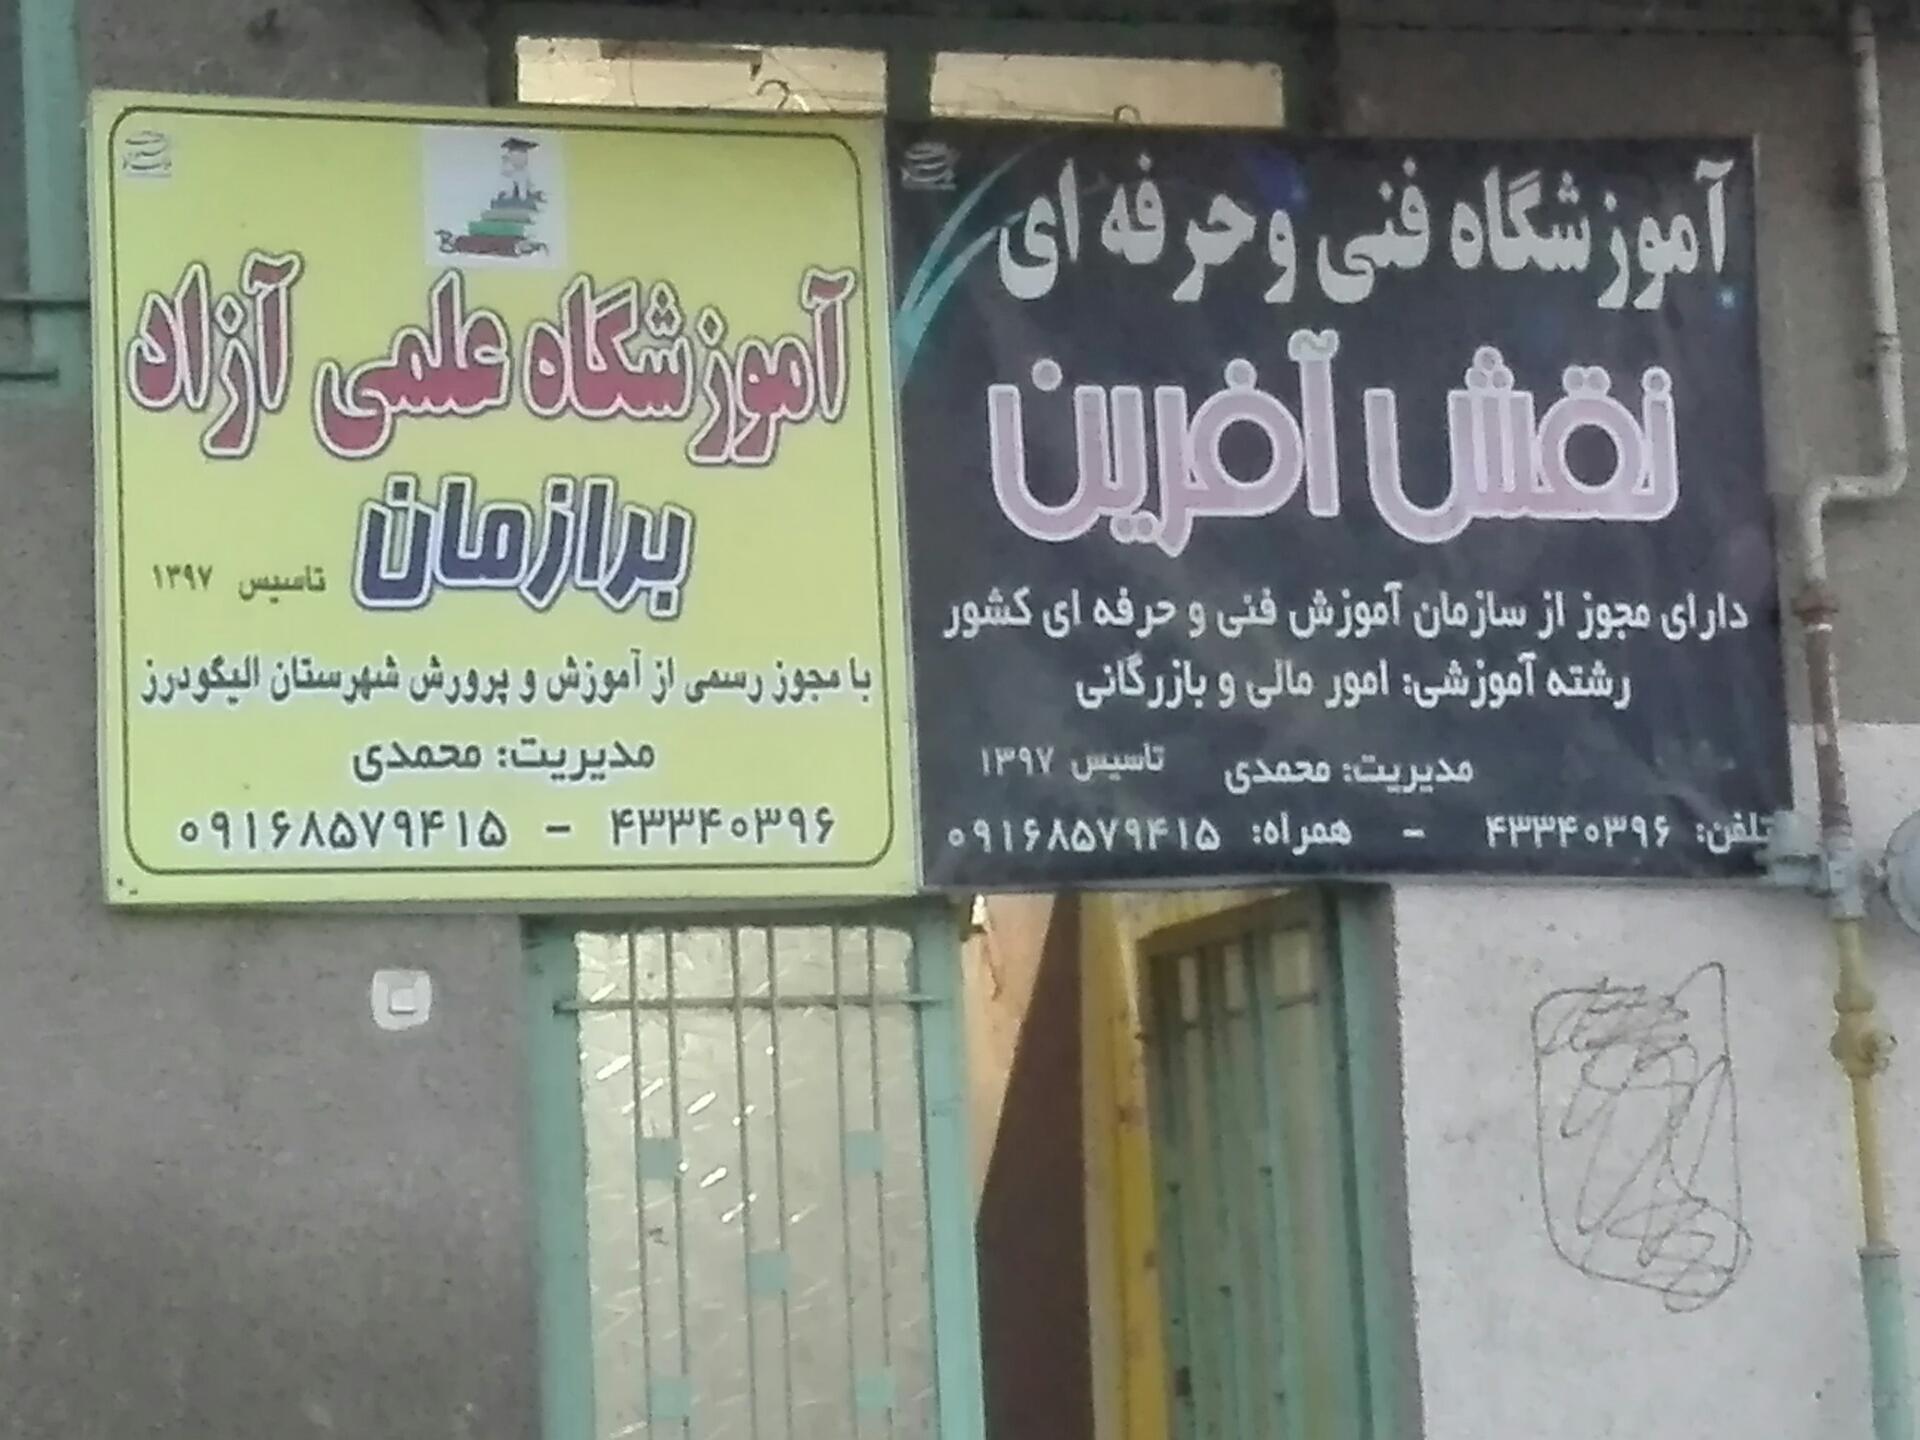 آموزشگاه فنی و حرفه ای
نقش آفرین
دارای مجوز از سازمان آموزش فنی و حرفه ای کشور
رشته آموزشی: امور مالی و بازرگانی
مدیریت: محمدی تاسیس ۱۳۹۷
تلفن: ۴۳۳۴۰۳۹۶ - همراه: ۰۹۱۶۸۵۷۹۴۱۵
آموزشگاه علمی آزاد
برازمان
تاسیس ۱۳۹۷
با مجوز رسمی از آموزش و پرورش شهرستان الیگودرز
مدیریت: محمدی
۴۳۳۴۰۳۹۶ - ۰۹۱۶۸۵۷۹۴۱۵